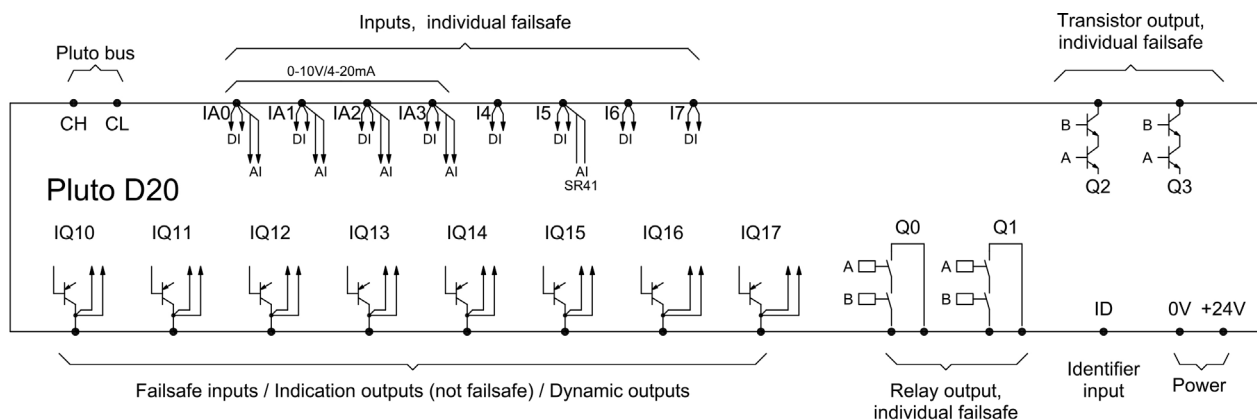 Inputs, individual failsafe
Transistor output,
individual failsafe
Pluto bus
0-10V/4-20mA
CH CL IA0 IA1 IA2 IA3 I4 I5 I6 I7
DI DI DI DI DI DI DI DI
AI AI AI AI AI
SR41
B B
A A
Q2 Q3
Pluto D20
IQ10 IQ11 IQ12 IQ13 IQ14 IQ15 IQ16 IQ17 Q0 Q1
A A
B B
ID 0V +24V
Failsafe inputs / Indication outputs (not failsafe) / Dynamic outputs
Relay output,
individual failsafe
Identifier
input
Power